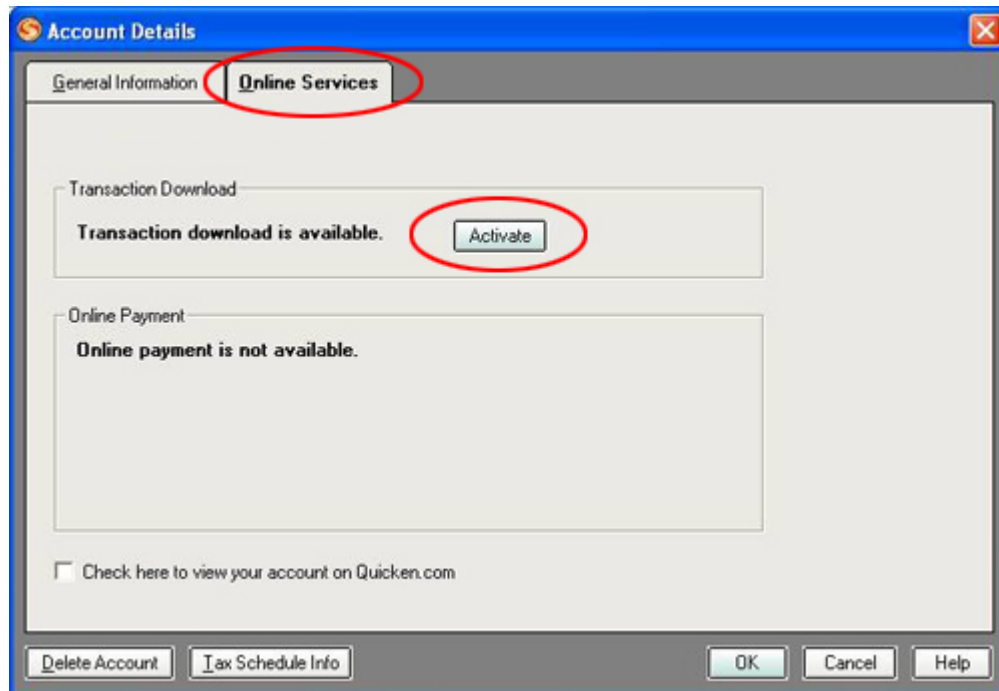 Account Details
General Information
Online Services
Transaction Download
Transaction download is available.
Activate
Online Payment
Online payment is not available.
Check here to view your account on Quicken.com
Delete Account
Tax Schedule Info
OK
Cancel
Help